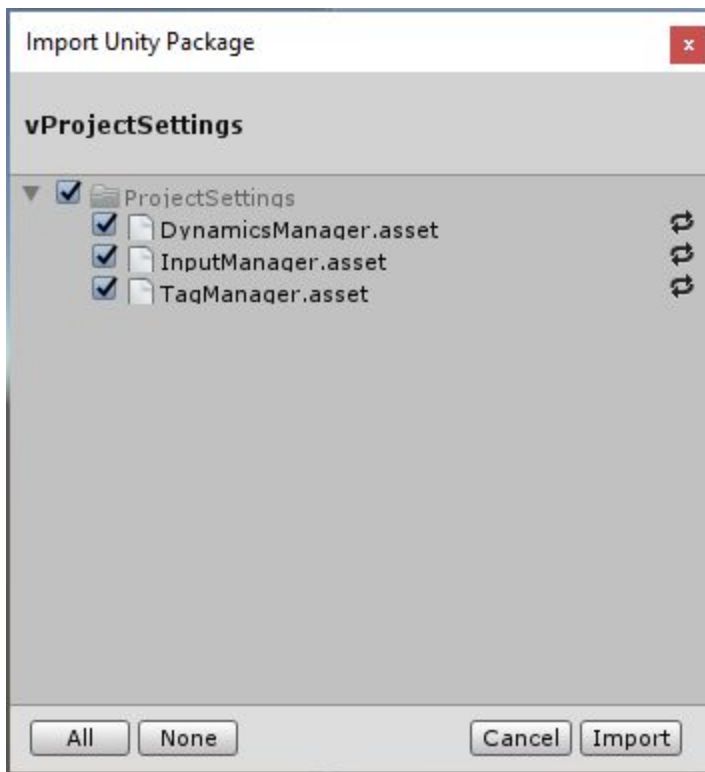 Import Unity Package
x
vProjectSettings
ProjectSettings
DynamicsManager.asset
InputManager.asset
TagManager.asset
All None Cancel Import